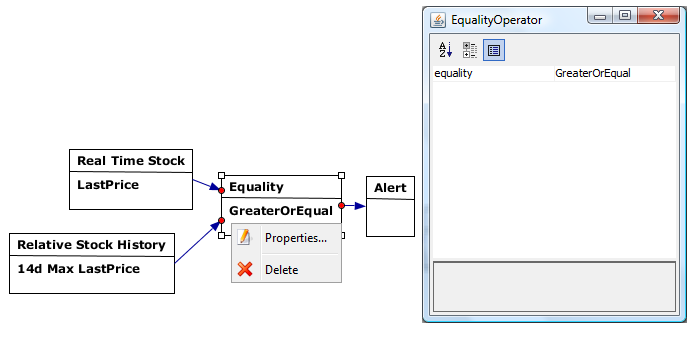 Real Time Stock
LastPrice
Relative Stock History
14d Max LastPrice
Equality
GreaterOrEqual
Properties...
Delete
Alert
EqualityOperator
A
Z
equality GreaterOrEqual